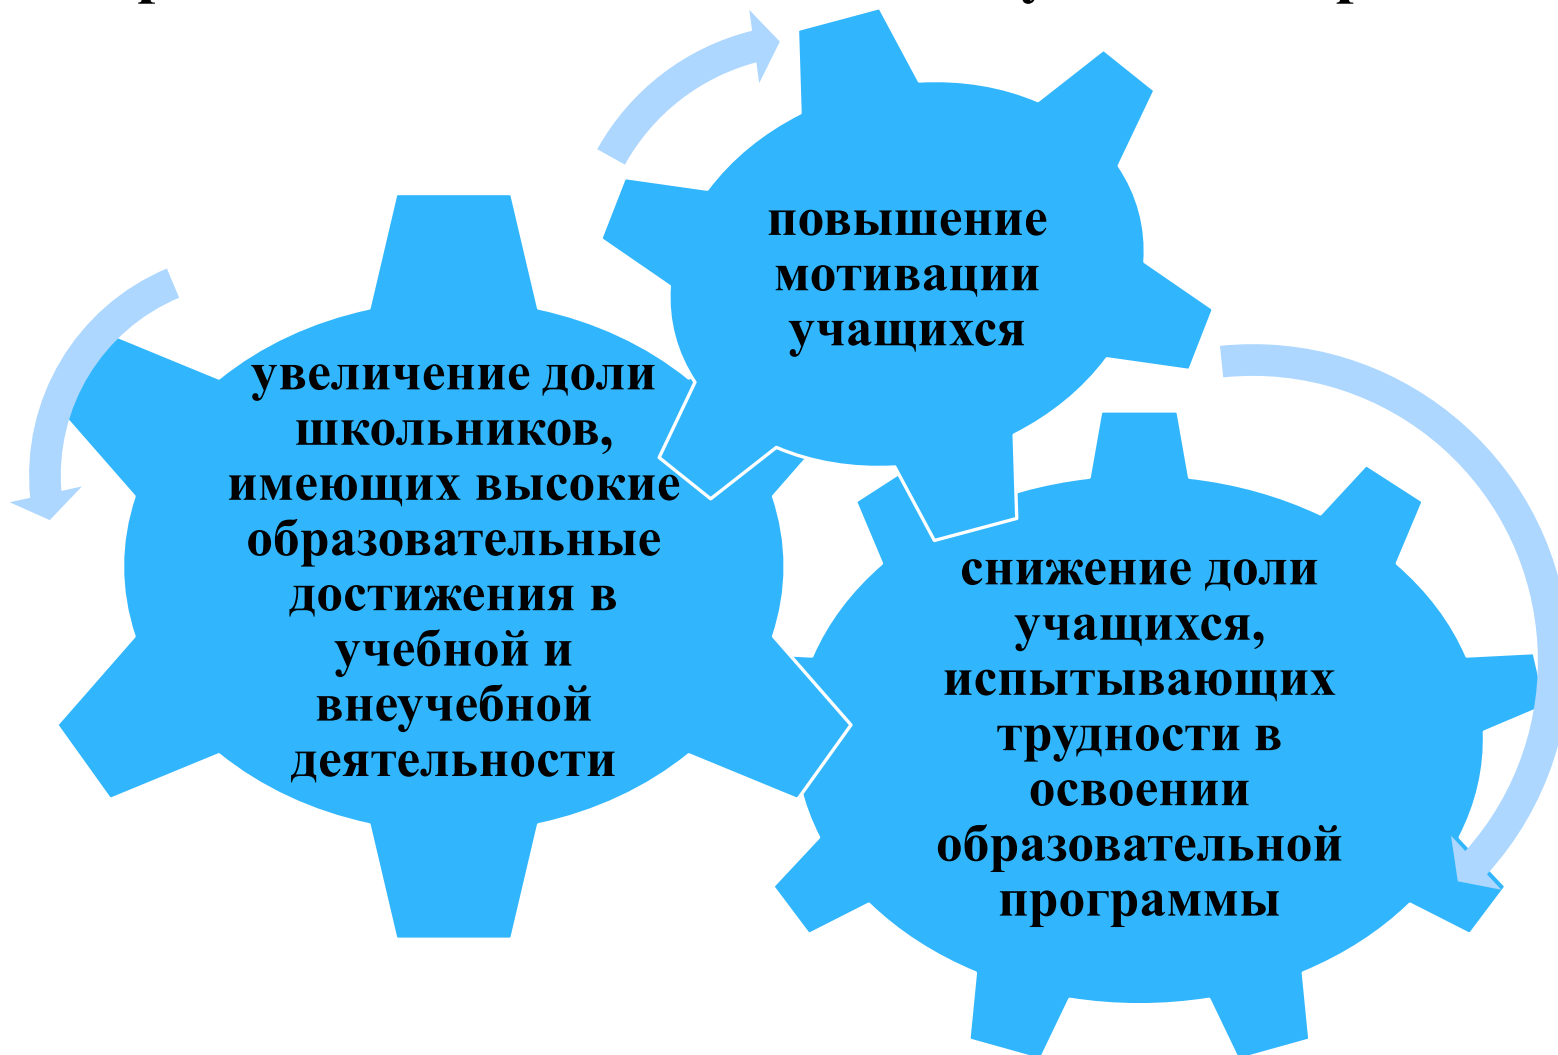 повышение
мотивации
учащихся
увеличение доли
школьников,
имеющих высокие
образовательные
достижения в
учебной и
внеучебной
деятельности
снижение доли
учащихся,
испытывающих
трудности в
освоении
образовательной
программы